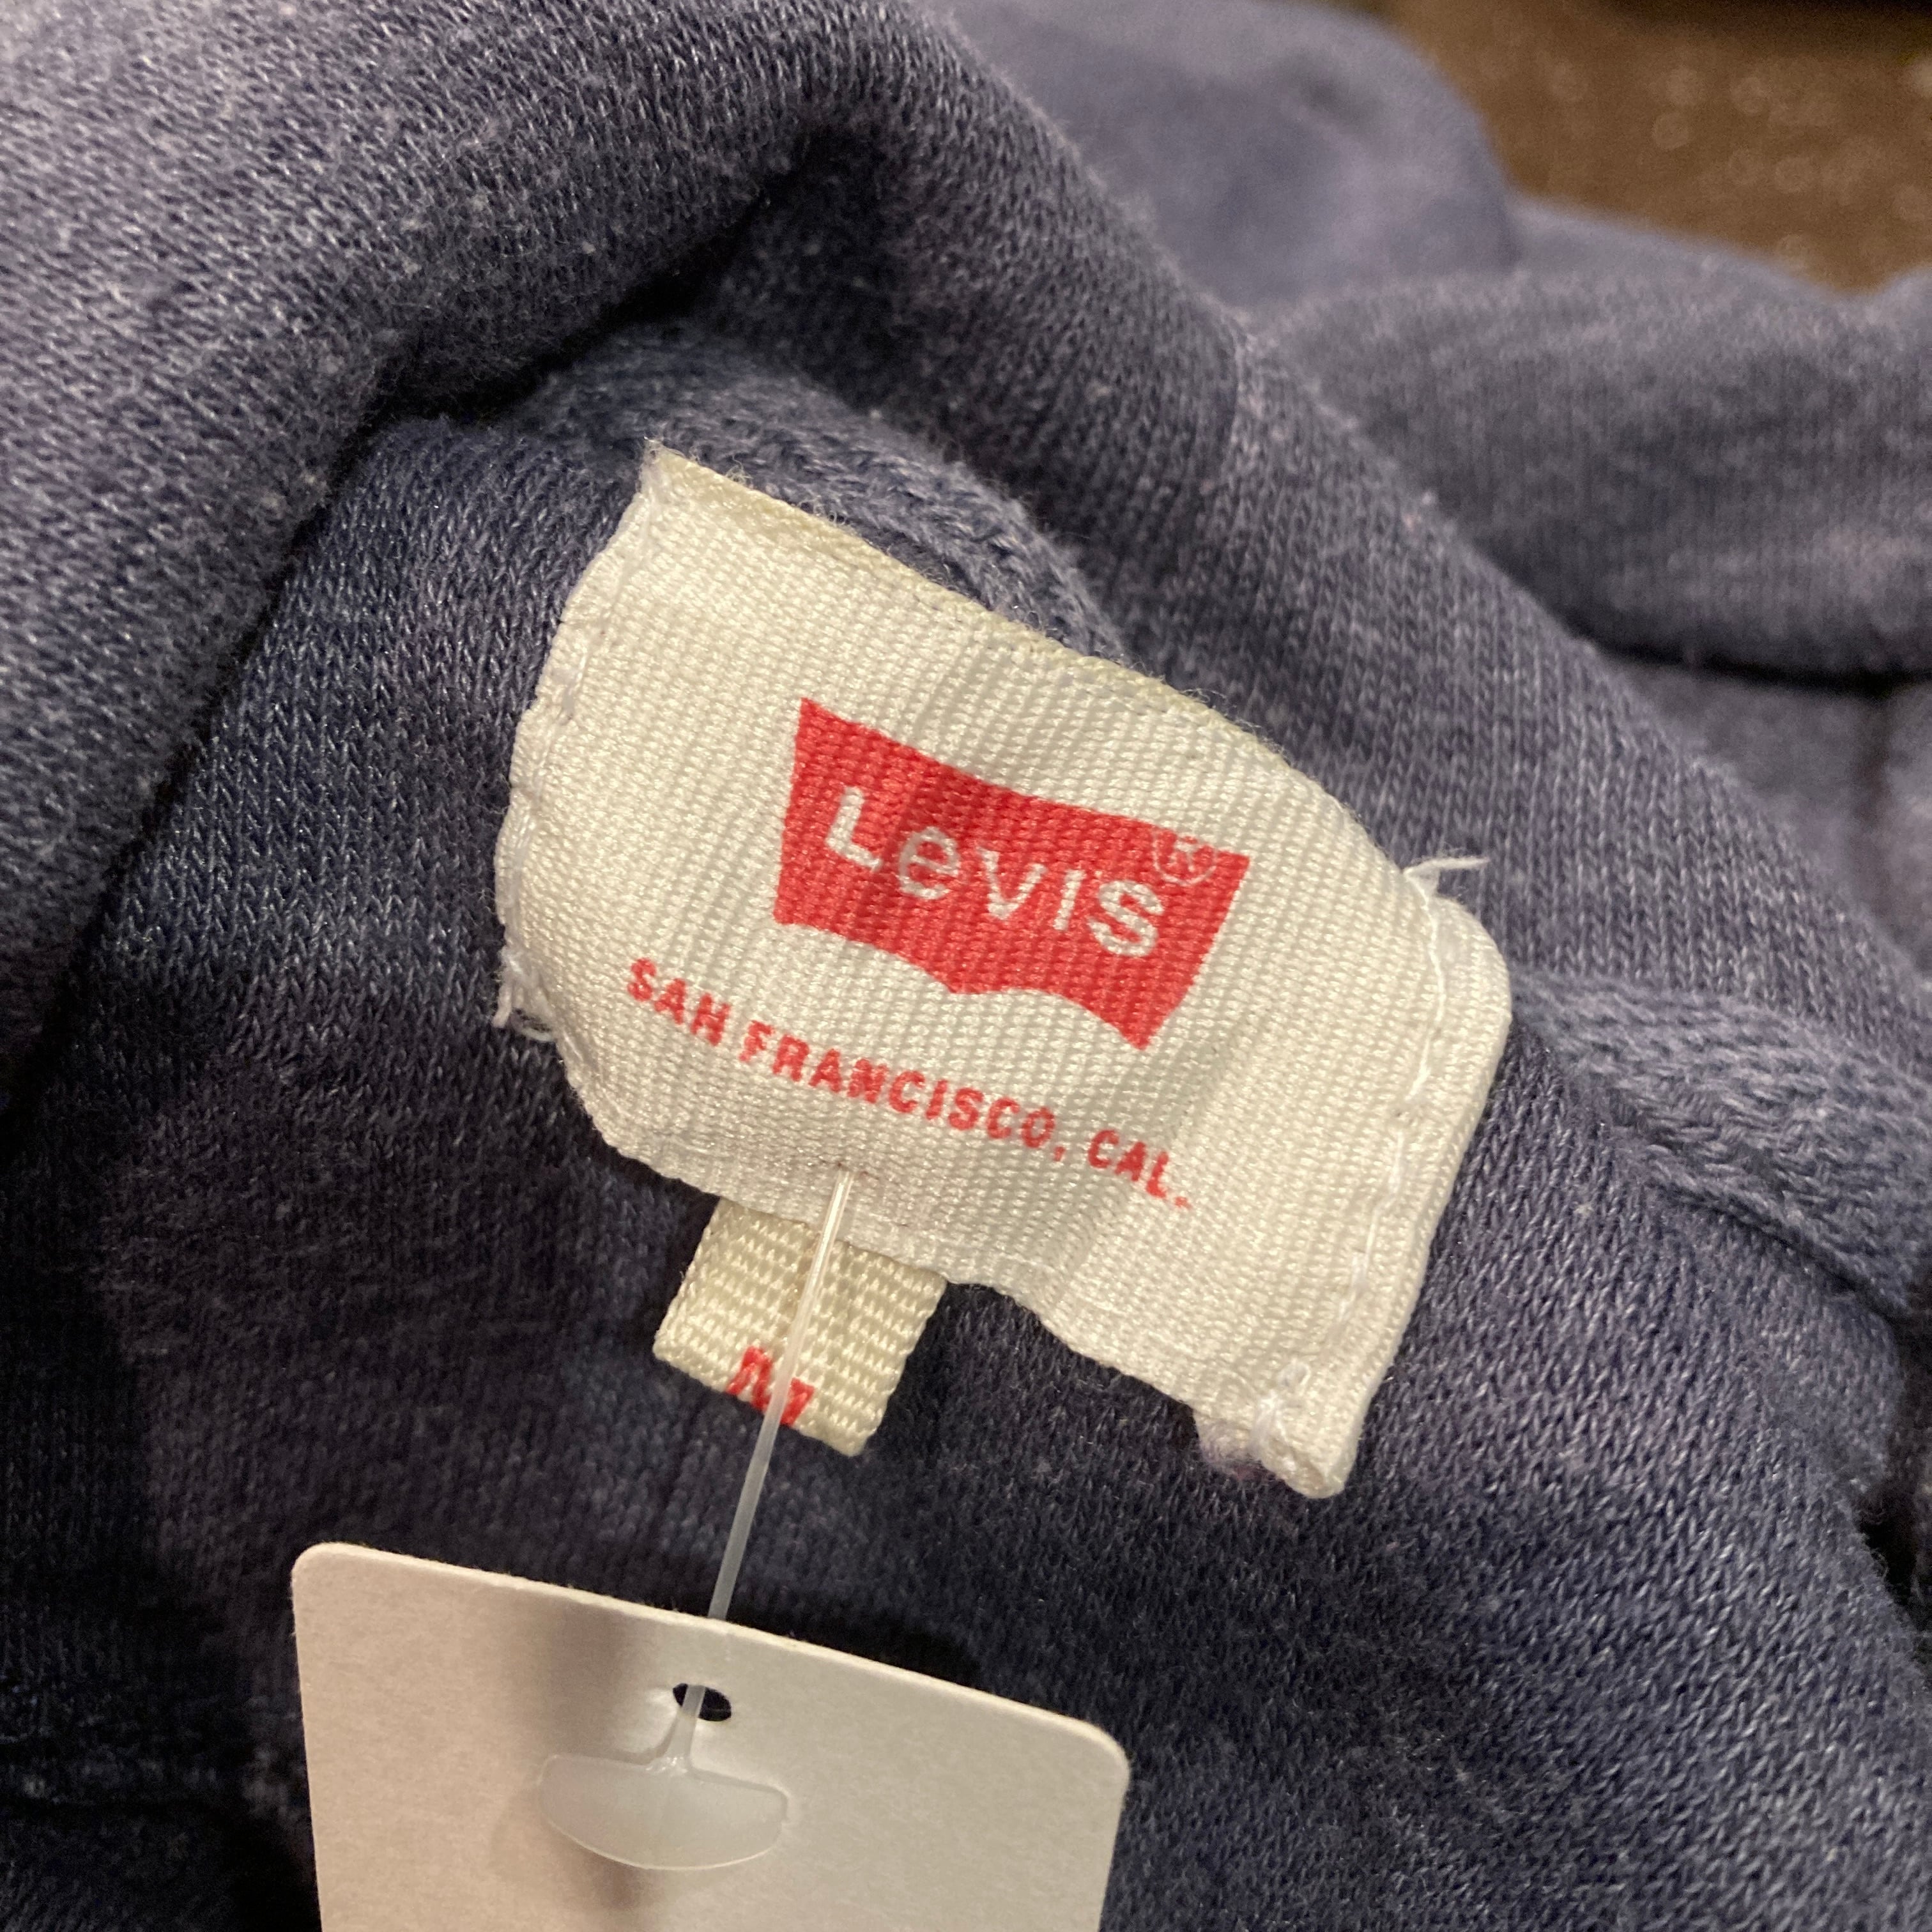 Levis®
SAN FRANCISCO, CAL.
M